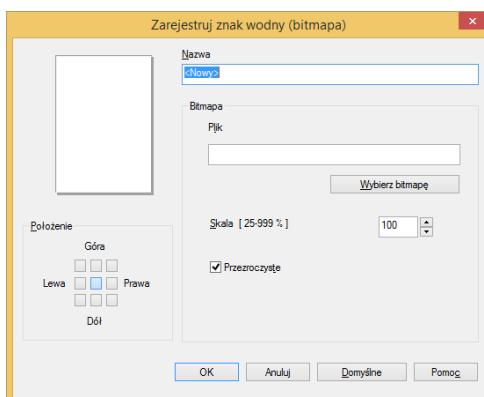 Zarejestruj znak wodny (bitmapa)
Nazwa
<Nowy>
Bitmapa
Plik
Wybierz bitmapę
Skala [ 25-999 % ]
100
Przezroczyste
Położenie
Góra
Lewa
Prawa
Dół
OK
Anuluj
Domyślne
Pomoc